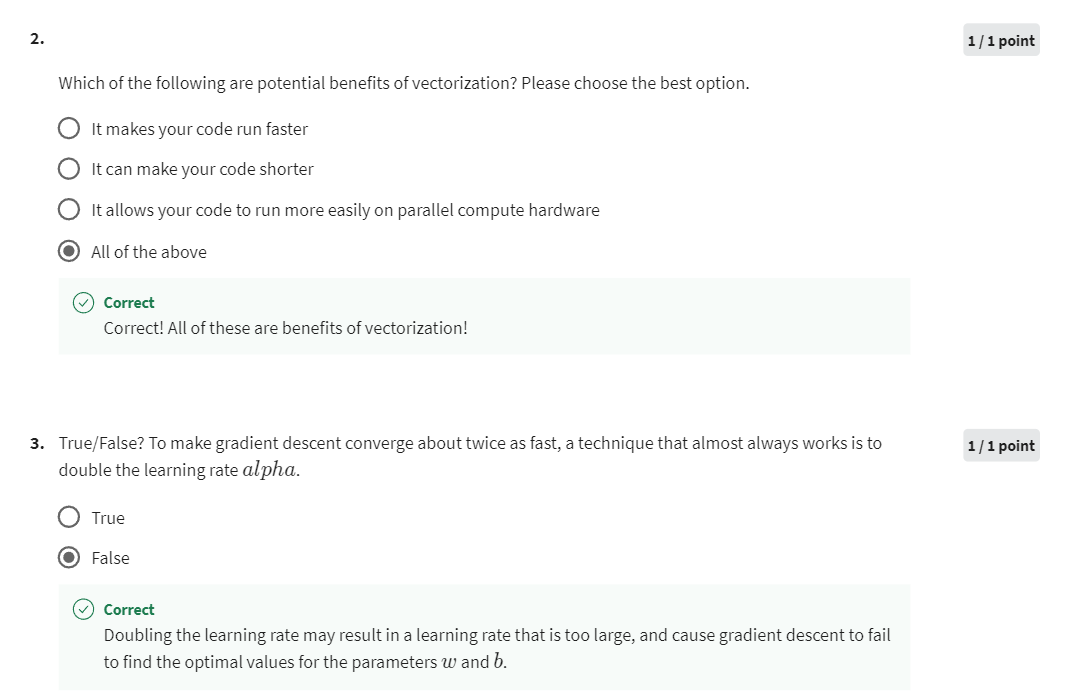 2.
1 / 1 point
Which of the following are potential benefits of vectorization? Please choose the best option.
It makes your code run faster
It can make your code shorter
It allows your code to run more easily on parallel compute hardware
All of the above
Correct
Correct! All of these are benefits of vectorization!
3. True/False? To make gradient descent converge about twice as fast, a technique that almost always works is to
1 / 1 point
double the learning rate alpha.
True
False
Correct
Doubling the learning rate may result in a learning rate that is too large, and cause gradient descent to fail
to find the optimal values for the parameters w and b.